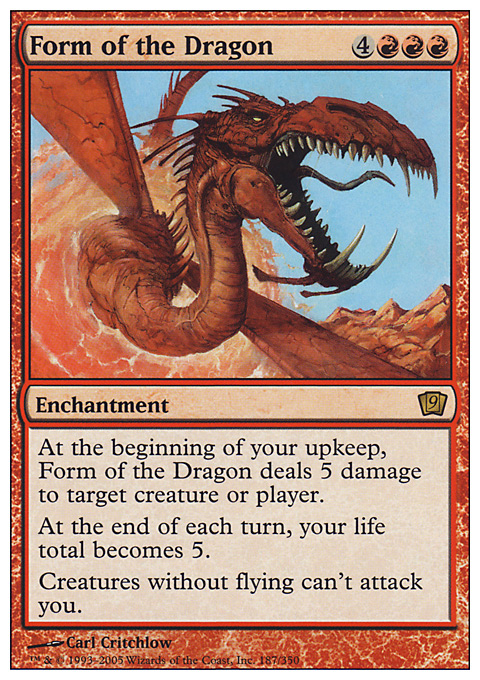 Form of the Dragon 4
Enchantment 9
At the beginning of your upkeep,
Form of the Dragon deals 5 damage
to target creature or player.
At the end of each turn, your life
total becomes 5.
Creatures without flying can't attack
you.
Carl Critchlow
™ & © 1993-2005 Wizards of the Coast, Inc. 187/350